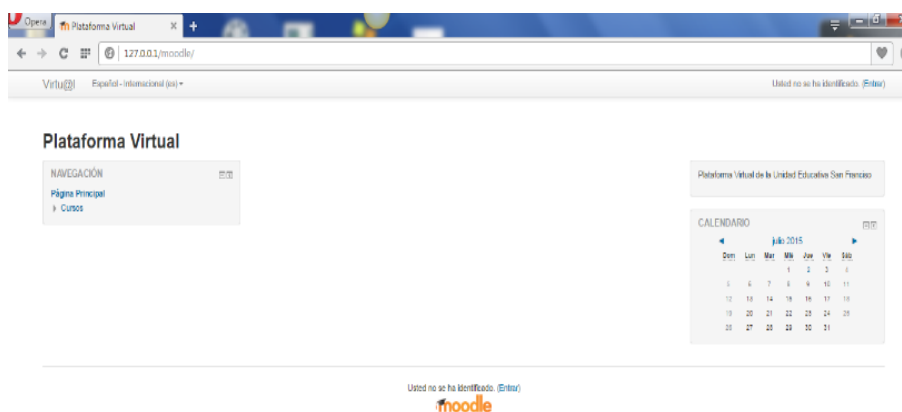 Opera
Plataforma Virtual
127.0.0.1/moodle/
Virtu@l Español - Internacional (es)
Usted no se ha identificado. (Entrar)
Plataforma Virtual
NAVEGACIÓN
Página Principal
Cursos
Plataforma Virtual de la Unidad Educativa San Franciso
CALENDARIO
julio 2015
Dom Lun Mar Mié Jue Vie Sáb
1 2 3 4
5 6 7 8 9 10 11
12 13 14 15 16 17 18
19 20 21 22 23 24 25
26 27 28 29 30 31
Usted no se ha identificado. (Entrar)
moodle